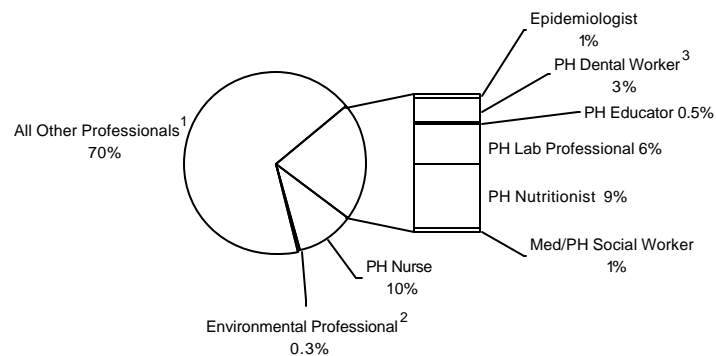 Epidemiologist
1%
PH Dental Worker³
3%
PH Educator 0.5%
PH Lab Professional 6%
PH Nutritionist 9%
Med/PH Social Worker
1%
PH Nurse
10%
Environmental Professional²
0.3%
All Other Professionals¹
70%